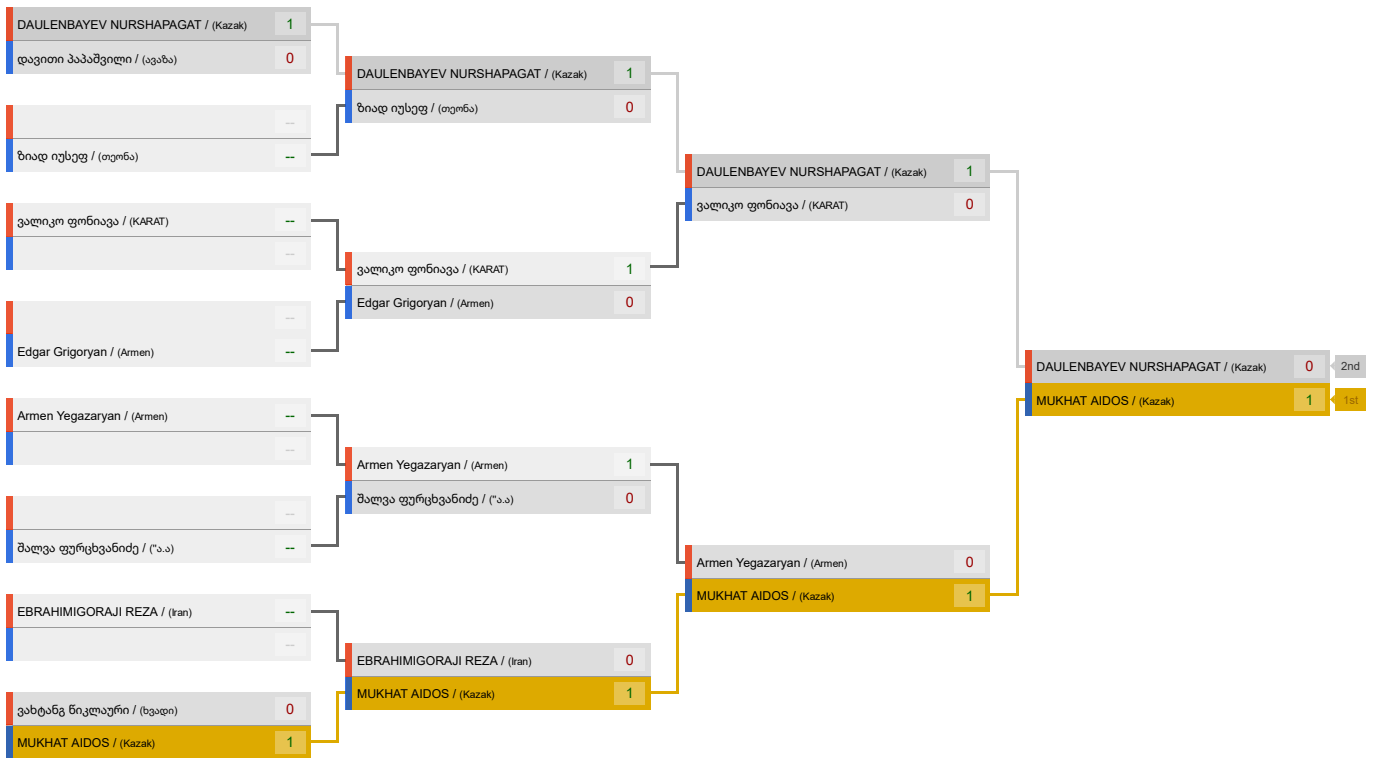 DAULENBAYEV NURSHAPAGAT / (Kazak) 1
დავითი პაპაშვილი / (ავაზა) 0
--
ზიად იუსეფ / (თეონა) --
ვალიკო ფონიავა / (KARAT) --
--
--
Edgar Grigoryan / (Armen) --
Armen Yegazaryan / (Armen) --
--
--
შალვა ფურცხვანიძე / ("ა.ა) --
EBRAHIMIGORAJI REZA / (Iran) --
--
ვახტანგ წიკლაური / (ხვადი) 0
MUKHAT AIDOS / (Kazak) 1
DAULENBAYEV NURSHAPAGAT / (Kazak) 1
ზიად იუსეფ / (თეონა) 0
ვალიკო ფონიავა / (KARAT) 1
Edgar Grigoryan / (Armen) 0
Armen Yegazaryan / (Armen) 1
შალვა ფურცხვანიძე / ("ა.ა) 0
EBRAHIMIGORAJI REZA / (Iran) 0
MUKHAT AIDOS / (Kazak) 1
DAULENBAYEV NURSHAPAGAT / (Kazak) 1
ვალიკო ფონიავა / (KARAT) 0
Armen Yegazaryan / (Armen) 0
MUKHAT AIDOS / (Kazak) 1
DAULENBAYEV NURSHAPAGAT / (Kazak) 0 2nd
MUKHAT AIDOS / (Kazak) 1 1st